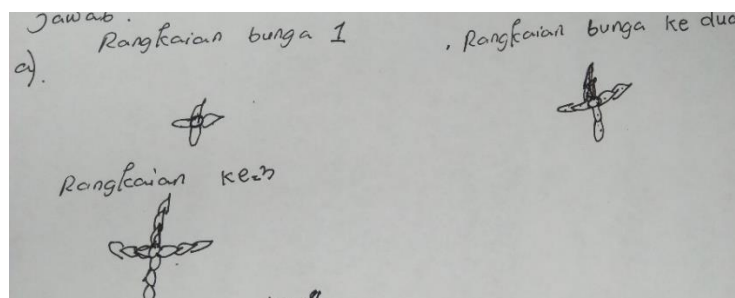 Jawab.
Rangkaian bunga 1
. Rangkaian bunga ke dua
a).
Rangkaian ke-3